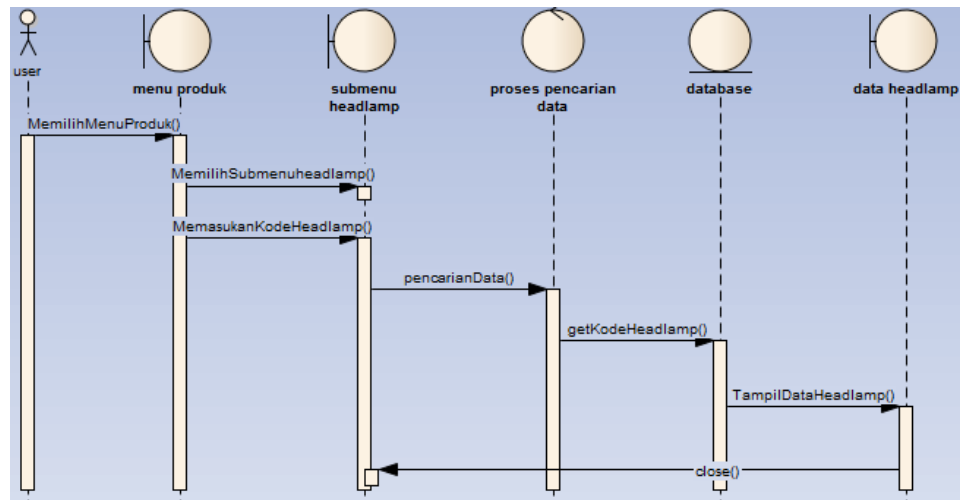 user
menu produk
submenu
headlamp
proses pencarian
data
database
data headlamp
MemilihMenuProduk()
MemilihSubmenuheadlamp()
MemasukanKodeHeadlamp()
pencarianData()
getKodeHeadlamp()
TampilDataHeadlamp()
close()